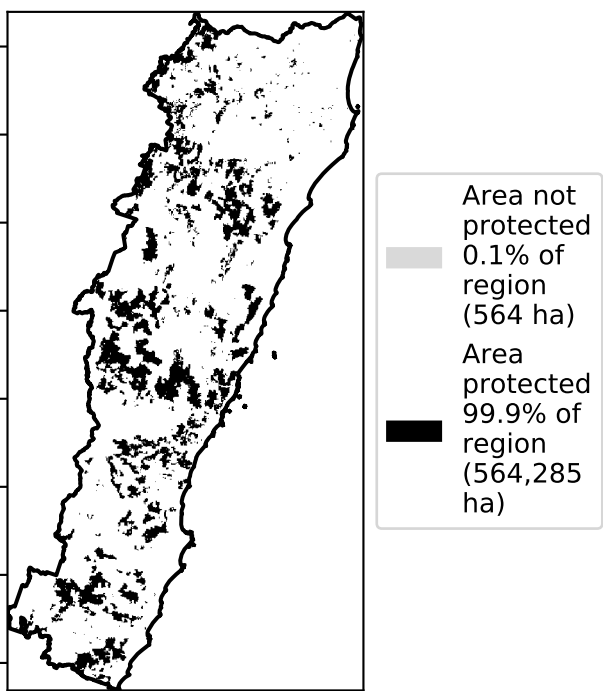 Area not
protected
0.1% of
region
(564 ha)
Area
protected
99.9% of
region
(564,285
ha)